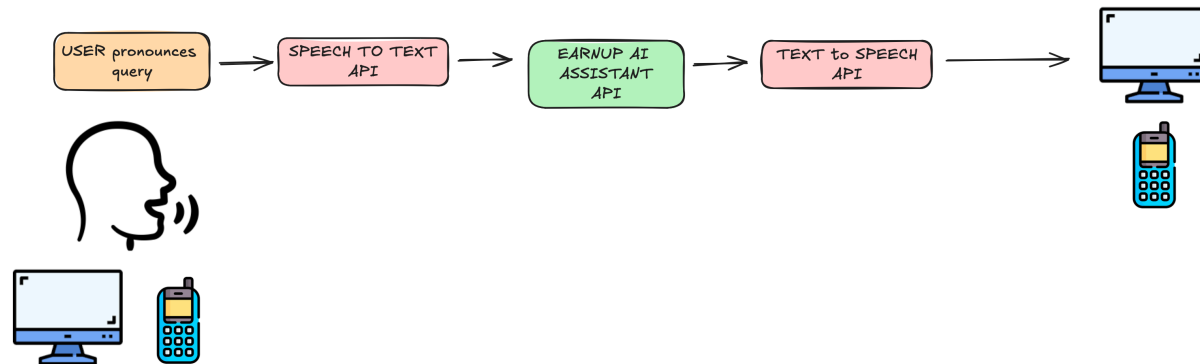 USER pronounces
query
SPEECH TO TEXT
API
EARNUP AI
ASSISTANT
API
TEXT to SPEECH
API